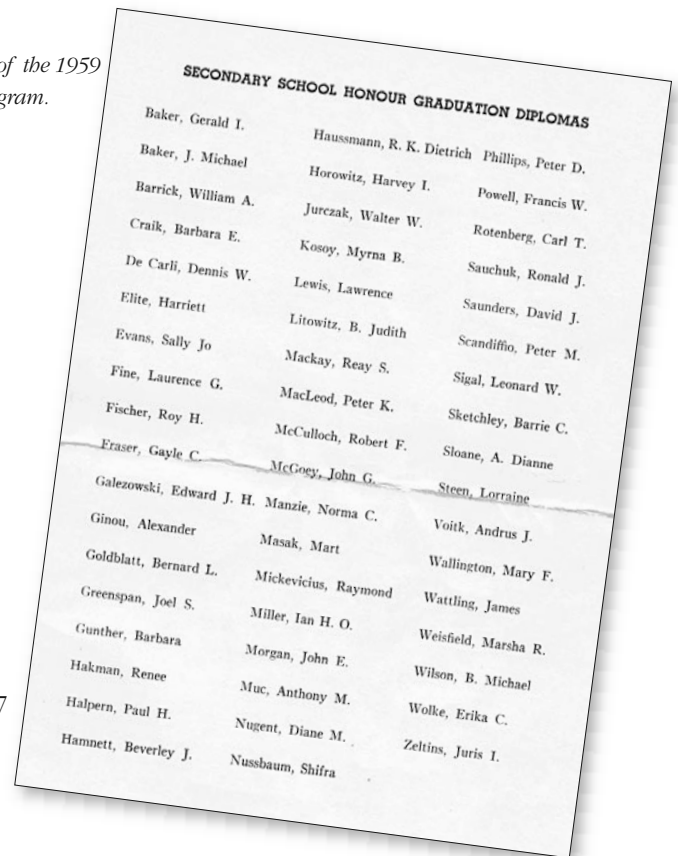 of the 1959
gram.
SECONDARY SCHOOL HONOUR GRADUATION DIPLOMAS
Baker, Gerald I.
Baker, J. Michael
Barrick, William A.
Craik, Barbara E.
De Carli, Dennis W.
Elite, Harriett
Evans, Sally Jo
Fine, Laurence G.
Fischer, Roy H.
Fraser, Gayle C.
Galezowski, Edward J. H.
Ginou, Alexander
Goldblatt, Bernard L.
Greenspan, Joel S.
Gunther, Barbara
Hakman, Renee
Halpern, Paul H.
Hamnett, Beverley J.
Haussmann, R. K. Dietrich
Horowitz, Harvey I.
Jurczak, Walter W.
Kosoy, Myrna B.
Lewis, Lawrence
Litowitz, B. Judith
Mackay, Reay S.
MacLeod, Peter K.
McCulloch, Robert F.
McGoey, John G.
Manzie, Norma C.
Masak, Mart
Mickevicius, Raymond
Miller, Ian H. O.
Morgan, John E.
Muc, Anthony M.
Nugent, Diane M.
Nussbaum, Shifra
Phillips, Peter D.
Powell, Francis W.
Rotenberg, Carl T.
Sauchuk, Ronald J.
Saunders, David J.
Scandiffio, Peter M.
Sigal, Leonard W.
Sketchley, Barrie C.
Sloane, A. Dianne
Steen, Lorraine
Voitk, Andrus J.
Wallington, Mary F.
Wattling, James
Weisfield, Marsha R.
Wilson, B. Michael
Wolke, Erika C.
Zeltins, Juris I.
7